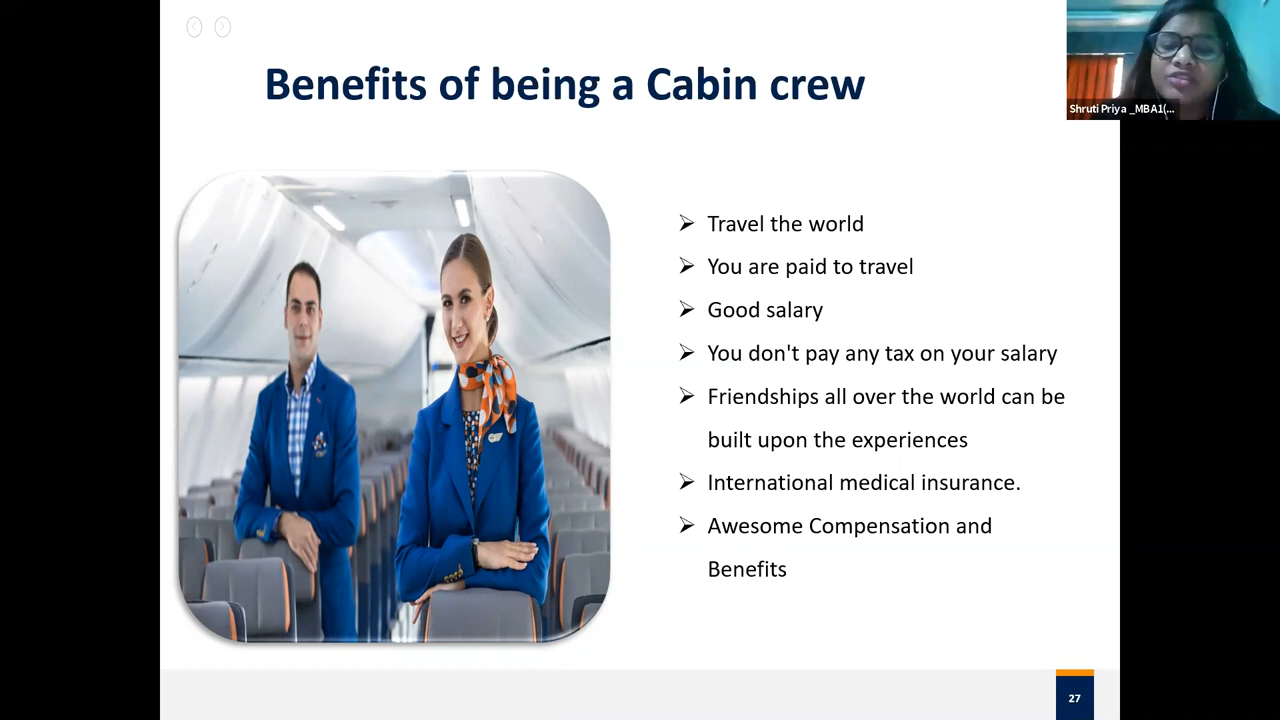 Benefits of being a Cabin crew
Shruti Priya _MBA1(...
➢ Travel the world
➢ You are paid to travel
➢ Good salary
➢ You don't pay any tax on your salary
➢ Friendships all over the world can be
built upon the experiences
➢ International medical insurance.
➢ Awesome Compensation and
Benefits
27